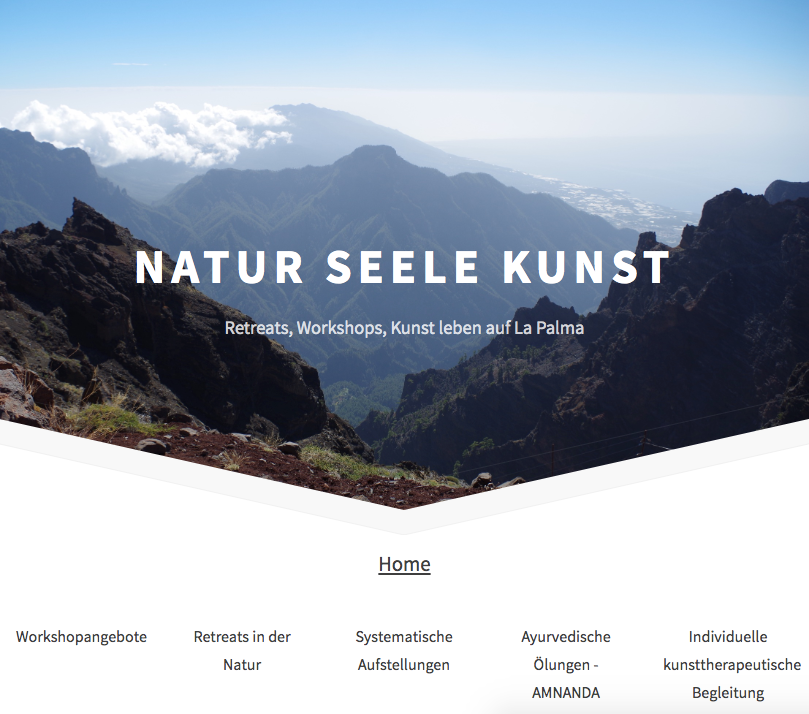 NATUR SEELE KUNST
Retreats, Workshops, Kunst leben auf La Palma
Home
Workshopangebote
Retreats in der
Natur
Systematische
Aufstellungen
Ayurvedische
Ölungen -
AMNANDA
Individuelle
kunsttherapeutische
Begleitung